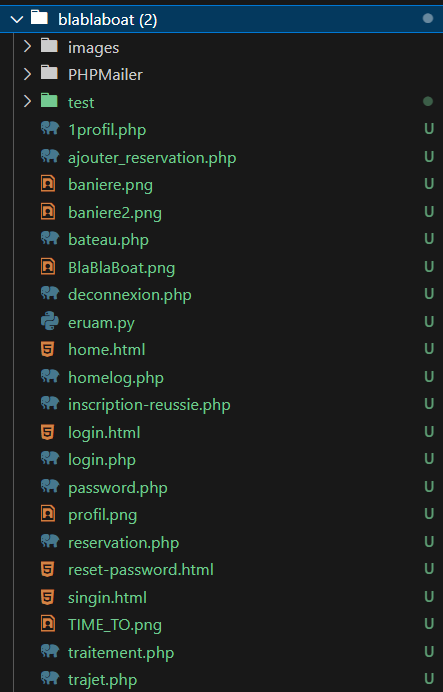 blablaboat (2)
images
PHPMailer
test
1profil.php U
ajouter_reservation.php U
baniere.png U
baniere2.png U
bateau.php U
BlaBlaBoat.png U
deconnexion.php U
eruam.py U
home.html U
homelog.php U
inscription-reussie.php U
login.html U
login.php U
password.php U
profil.png U
reservation.php U
reset-password.html U
singin.html U
TIME_TO.png U
traitement.php U
trajet.php U